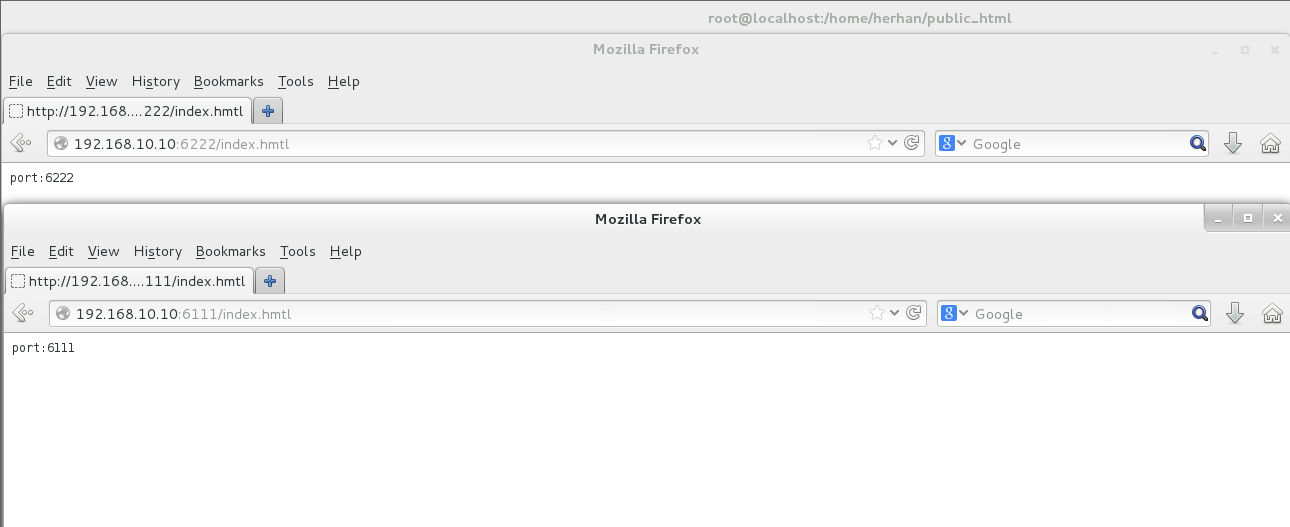 root@localhost:/home/herhan/public_html
Mozilla Firefox
File Edit View History Bookmarks Tools Help
http://192.168....222/index.hmtl
192.168.10.10:6222/index.hmtl Google
port:6222
Mozilla Firefox
File Edit View History Bookmarks Tools Help
http://192.168....111/index.hmtl
192.168.10.10:6111/index.hmtl Google
port:6111